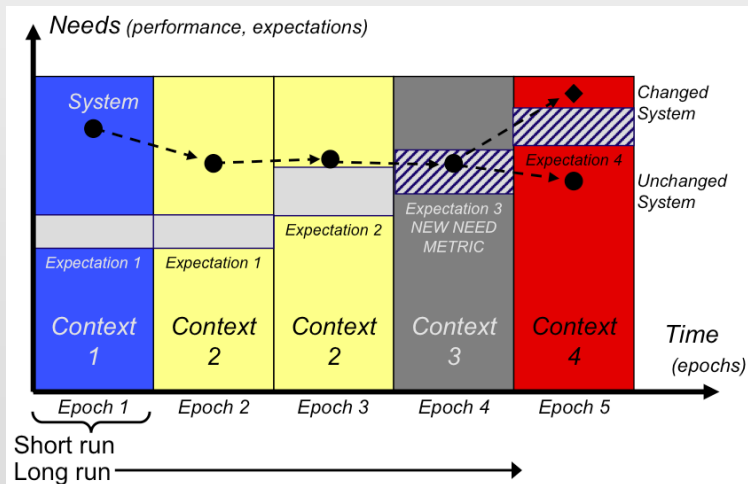 Needs (performance, expectations)
System
Changed
System
Unchanged
System
Expectation 1
Expectation 1
Expectation 2
Expectation 3
NEW NEED
METRIC
Expectation 4
Context
1
Context
2
Context
2
Context
3
Context
4
Time
(epochs)
Epoch 1
Epoch 2
Epoch 3
Epoch 4
Epoch 5
Short run
Long run